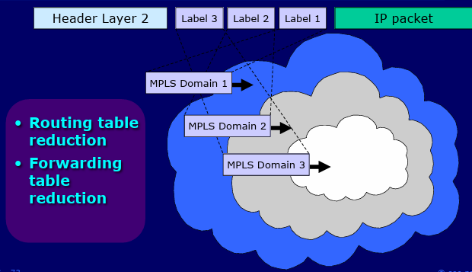 Header Layer 2 Label 3 Label 2 Label 1 IP packet
MPLS Domain 1
MPLS Domain 2
MPLS Domain 3
• Routing table
reduction
• Forwarding
table
reduction